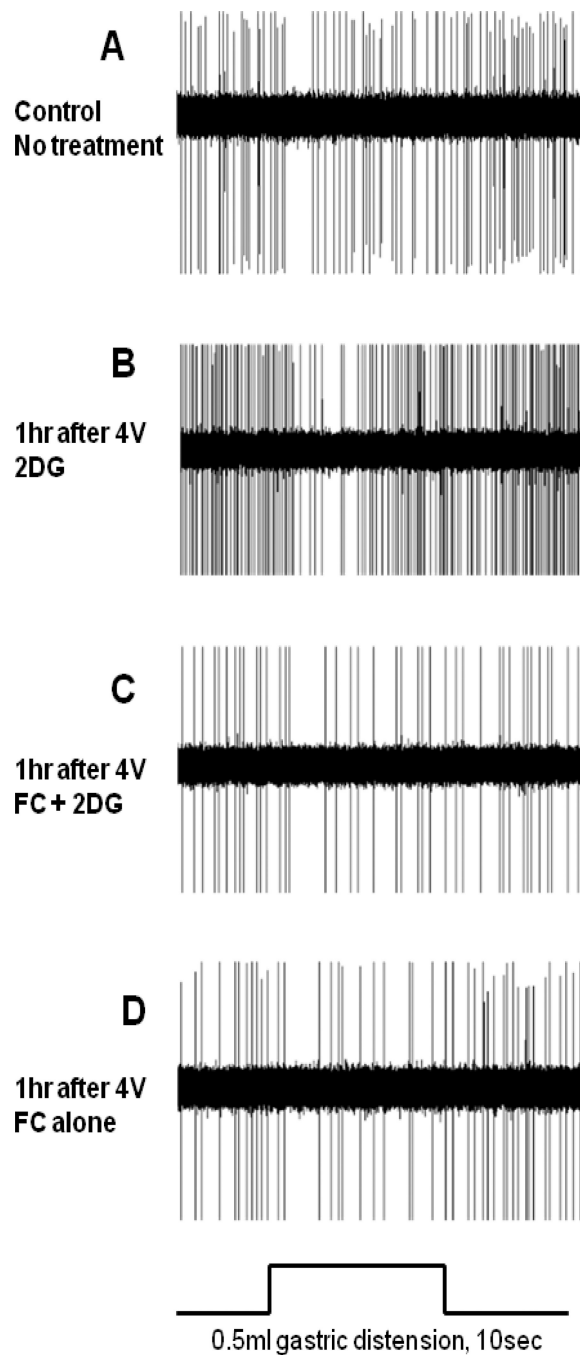 A
Control
No treatment
B
1hr after 4V
2DG
C
1hr after 4V
FC + 2DG
D
1hr after 4V
FC alone
0.5ml gastric distension, 10sec